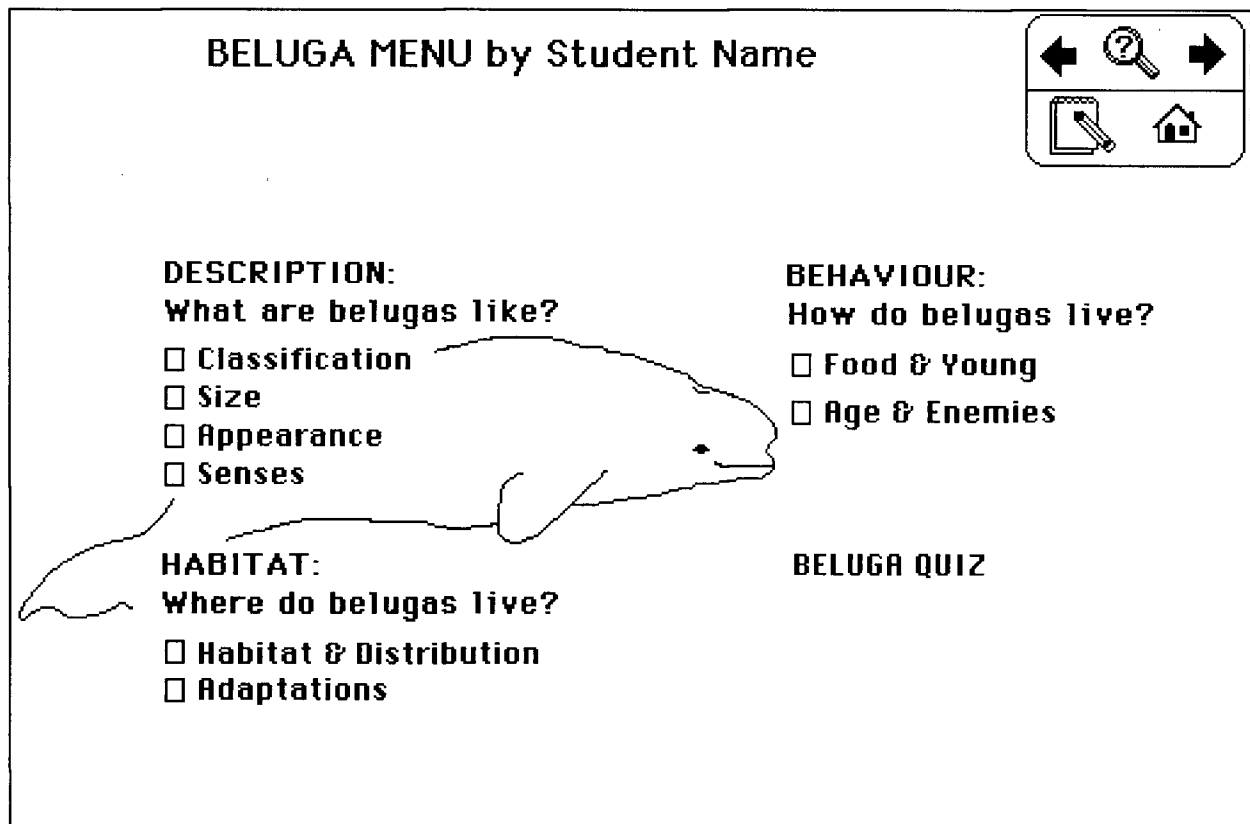 BELUGA MENU by Student Name
?
DESCRIPTION:
What are belugas like?
Classification
Size
Appearance
Senses
BEHAVIOUR:
How do belugas live?
Food & Young
Age & Enemies
HABITAT:
Where do belugas live?
Habitat & Distribution
Adaptations
BELUGA QUIZ